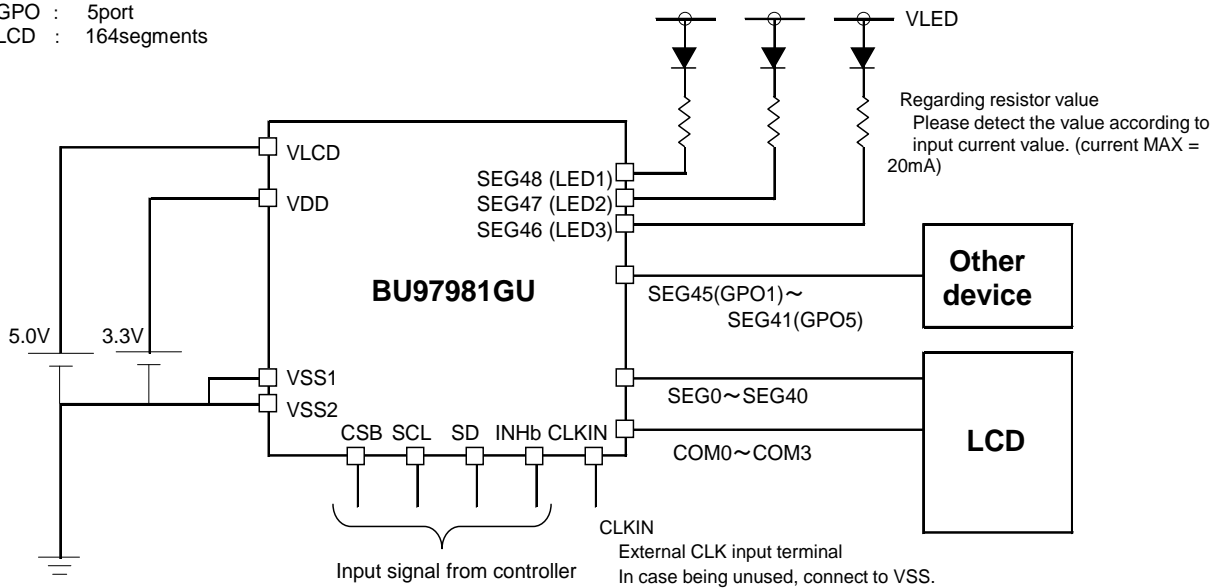 GPO : 5port
LCD : 164segments
VLED
Regarding resistor value
Please detect the value according to
input current value. (current MAX =
20mA)
VLCD
VDD
SEG48 (LED1)
SEG47 (LED2)
SEG46 (LED3)
BU97981GU
SEG45(GPO1)～
SEG41(GPO5)
Other
device
5.0V
3.3V
VSS1
VSS2
SEG0～SEG40
COM0～COM3
LCD
CSB SCL SD INHb CLKIN
CLKIN
External CLK input terminal
In case being unused, connect to VSS.
Input signal from controller